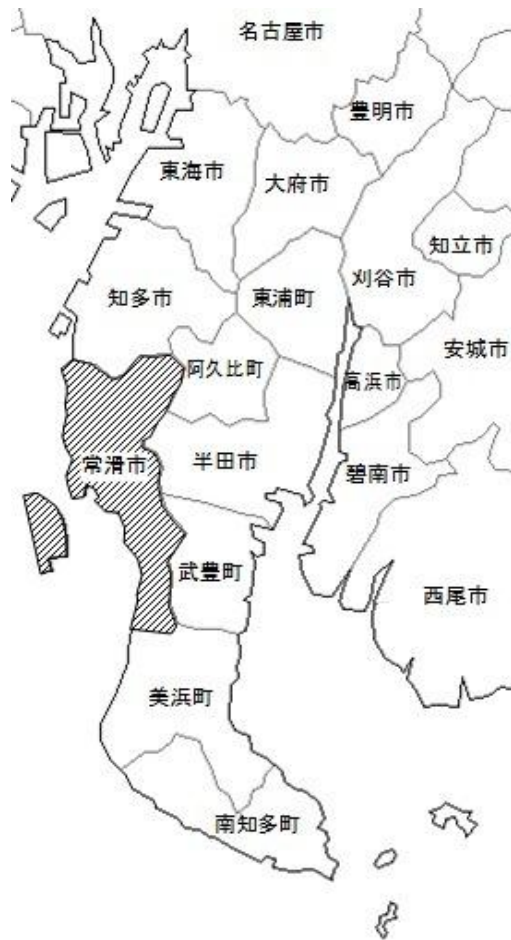 名古屋市
豊明市
東海市
大府市
知立市
刈谷市
知多市
東浦町
安城市
阿久比町
高浜市
常滑市
半田市
碧南市
武豊町
西尾市
美浜町
南知多町